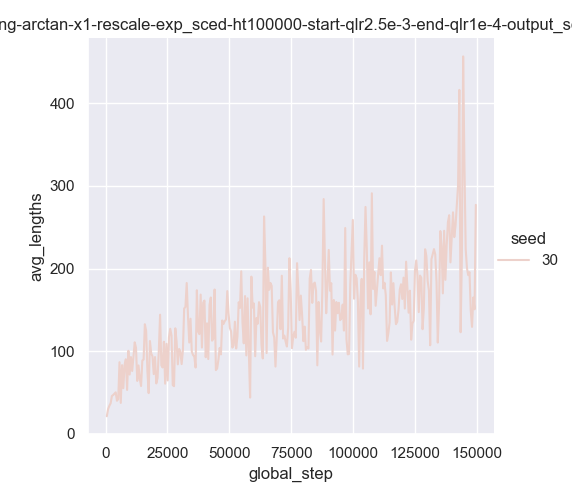 ng-arctan-x1-rescale-exp_sced-ht100000-start-qlr2.5e-3-end-qlr1e-4-output_s
400
300
200
100
0
avg_lengths
0 25000 50000 75000 100000 125000 150000
global_step
seed
30